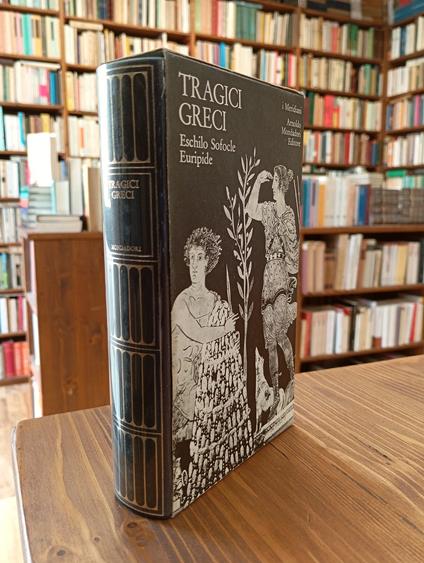 TRAGICI
GRECI
Eschilo Sofocle
Euripide
i Meridiani
Arnoldo
Mondadori
Editore
TRAGICI
GRECI
MONDADORI